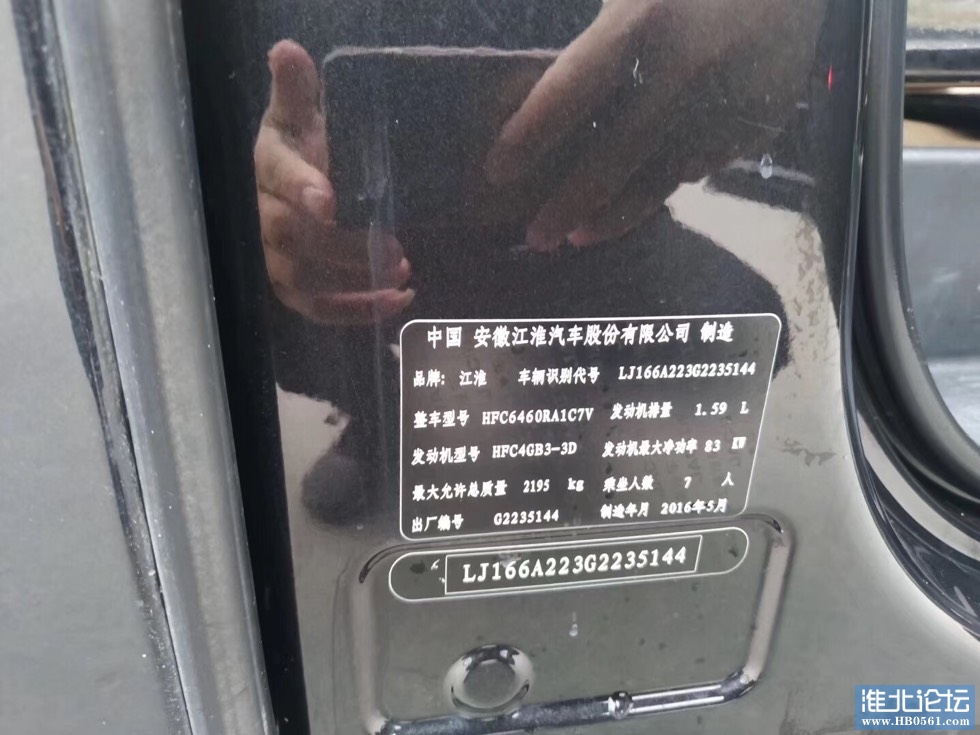 中国 安徽江淮汽车股份有限公司 制造
品牌: 江淮 车辆识别代号 LJ166A223G2235144
整车型号 HFC6460RA1C7V 发动机排量 1.59 L
发动机型号 HFC4GB3-3D 发动机最大净功率 83 KW
最大允许总质量 2195 kg 乘坐人数 7 人
出厂编号 G2235144 制造年月 2016年5月
LJ166A223G2235144
淮北论坛
www.HB0561.com